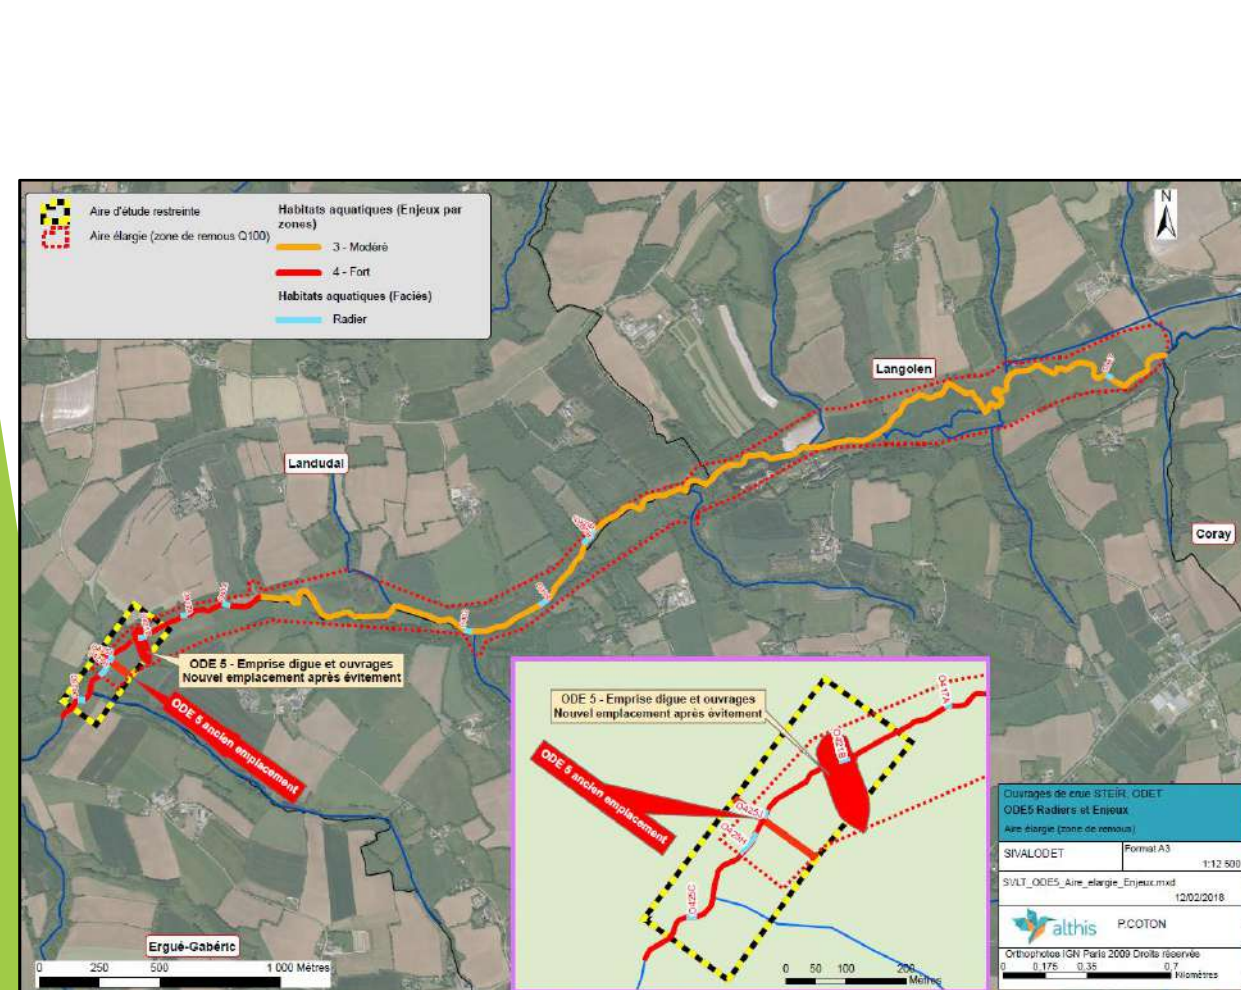 Aire d'étude restreinte
Aire élargie (zone de remous Q100)
Habitats aquatiques (Enjeux par
zones)
3 - Modéré
4 - Fort
Habitats aquatiques (Faciès)
Radier
N
Langolen
Landudal
Coray
ODE 5 - Emprise digue et ouvrages
Nouvel emplacement après évitement
ODE 5 ancien emplacement
Ergué-Gabéric
0 250 500 1 000 Mètres
ODE 5 - Emprise digue et ouvrages
Nouvel emplacement après évitement
ODE 5 ancien emplacement
O417A
O421B
O425J
O425H
O425C
0 50 100 200
Mètres
Ouvrages de crue STEÏR, ODET
ODE5 Radiers et Enjeux
Aire élargie (zone de remous)
SIVALODET
Format A3
1:12 500
SVLT_ODE5_Aire_elargie_Enjeux.mxd
12/02/2018
althis
P.COTON
Orthophotos IGN Paris 2009 Droits réservés
0 0,175 0,35 0,7
Kilomètres